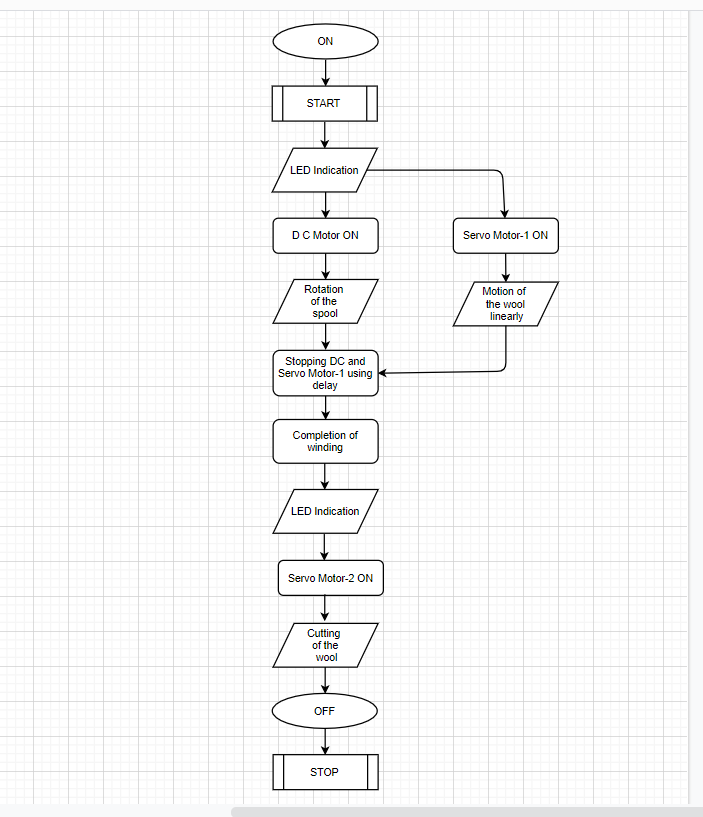 ON
START
LED Indication
D C Motor ON
Servo Motor-1 ON
Rotation
of the
spool
Motion of
the wool
linearly
Stopping DC and
Servo Motor-1 using
delay
Completion of
winding
LED Indication
Servo Motor-2 ON
Cutting
of the
wool
OFF
STOP